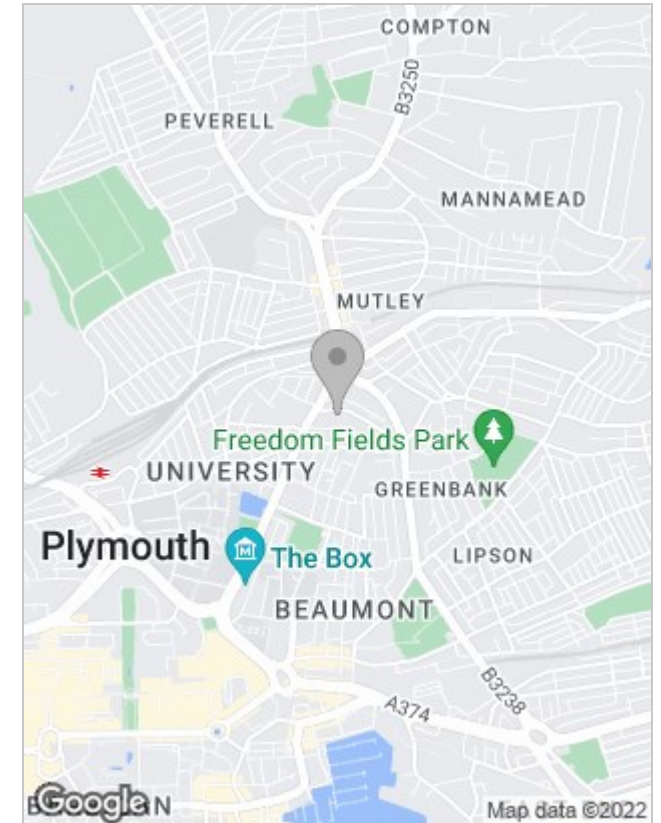 COMPTON
B3250
PEVERELL
MANNAMEAD
MUTLEY
Freedom Fields Park
UNIVERSITY
GREENBANK
Plymouth
The Box
LIPSON
BEAUMONT
B3238
A374
Google
Map data ©2022